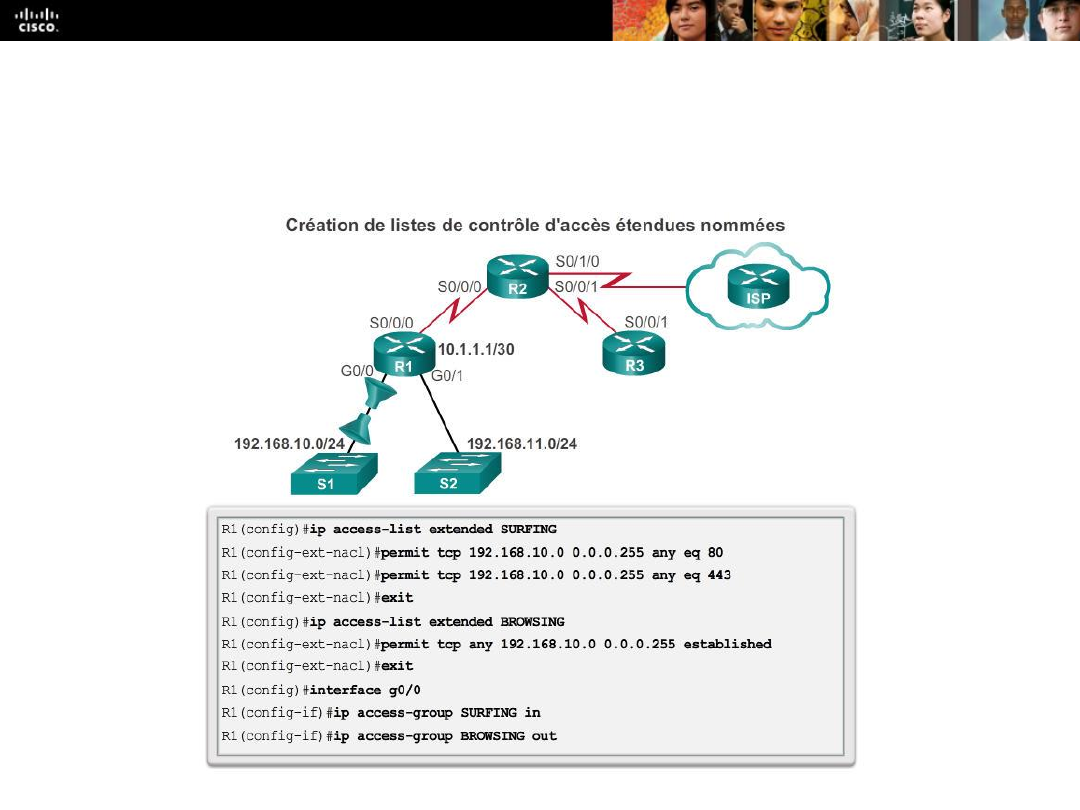 CISCO.
Création de listes de contrôle d'accès étendues nommées
S0/1/0
S0/0/0
R2
S0/0/1
ISP
S0/0/0
S0/0/1
10.1.1.1/30
G0/0
R1
G0/1
R3
192.168.10.0/24
192.168.11.0/24
S1
S2
R1(config)#ip access-list extended SURFING
R1(config-ext-nacl)#permit tcp 192.168.10.0 0.0.0.255 any eq 80
R1(config-ext-nacl)#permit tcp 192.168.10.0 0.0.0.255 any eq 443
R1(config-ext-nacl)#exit
R1(config)#ip access-list extended BROWSING
R1(config-ext-nacl)#permit tcp any 192.168.10.0 0.0.0.255 established
R1(config-ext-nacl)#exit
R1(config)#interface g0/0
R1(config-if)#ip access-group SURFING in
R1(config-if)#ip access-group BROWSING out